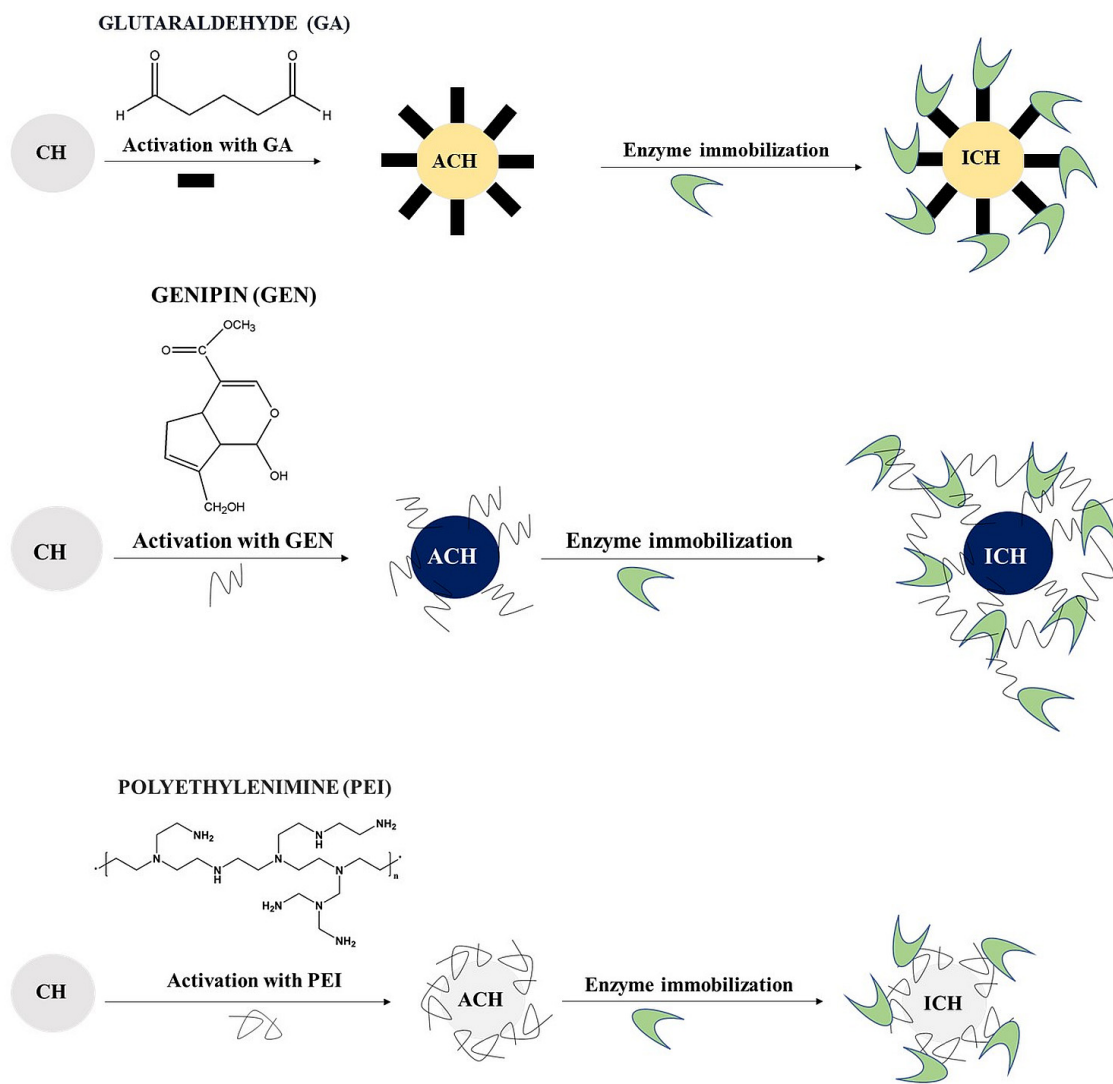 GLUTARALDEHYDE (GA)
O
O
H
H
CH
Activation with GA
ACH
Enzyme immobilization
ICH
GENIPIN (GEN)
OCH3
O
C
O
OH
CH2OH
CH
Activation with GEN
ACH
Enzyme immobilization
ICH
POLYETHYLENIMINE (PEI)
NH2
N
H
NH2
N
N
H
N
N
n
H2N
N
NH2
CH
Activation with PEI
ACH
Enzyme immobilization
ICH